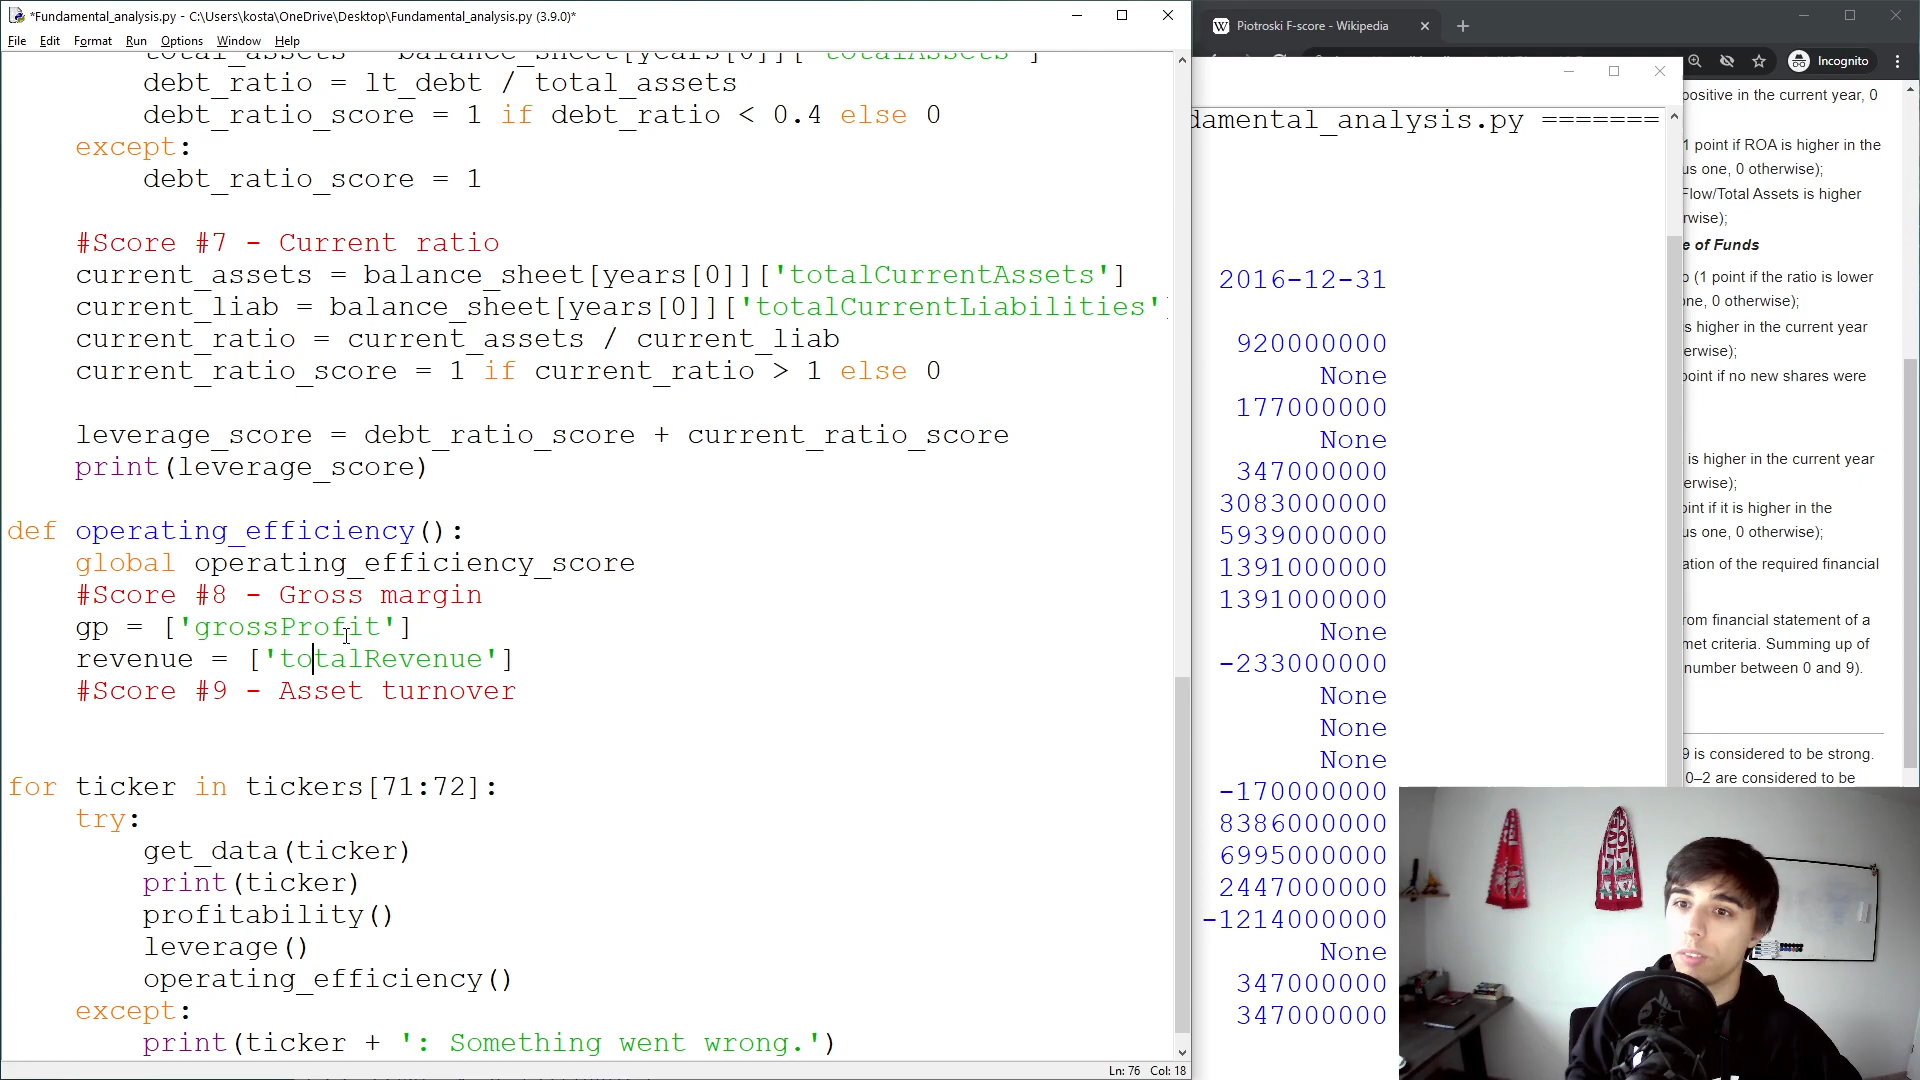 *Fundamental_analysis.py - C:\Users\kosta\OneDrive\Desktop\Fundamental_analysis.py (3.9.0)*
File Edit Format Run Options Window Help
total_assets = balance_sheet[years[0]]['totalAssets']
debt_ratio = lt_debt / total_assets
debt_ratio_score = 1 if debt_ratio < 0.4 else 0
except:
debt_ratio_score = 1
#Score #7 - Current ratio
current_assets = balance_sheet[years[0]]['totalCurrentAssets']
current_liab = balance_sheet[years[0]]['totalCurrentLiabilities']
current_ratio = current_assets / current_liab
current_ratio_score = 1 if current_ratio > 1 else 0
leverage_score = debt_ratio_score + current_ratio_score
print(leverage_score)
def operating_efficiency():
global operating_efficiency_score
#Score #8 - Gross margin
gp = ['grossProfit']
revenue = ['totalRevenue']
#Score #9 - Asset turnover
for ticker in tickers[71:72]:
try:
get_data(ticker)
print(ticker)
profitability()
leverage()
operating_efficiency()
except:
print(ticker + ': Something went wrong.')
Ln: 76 Col: 18
Piotroski F-score - Wikipedia
Incognito
damental_analysis.py =======
2016-12-31
920000000
None
177000000
None
347000000
3083000000
5939000000
1391000000
1391000000
None
-233000000
None
None
None
-170000000
8386000000
6995000000
2447000000
-1214000000
None
347000000
347000000
positive in the current year, 0
1 point if ROA is higher in the
us one, 0 otherwise);
Flow/Total Assets is higher
rwise);
e of Funds
(1 point if the ratio is lower
one, 0 otherwise);
s higher in the current year
erwise);
point if no new shares were
is higher in the current year
erwise);
int if it is higher in the
us one, 0 otherwise);
ation of the required financial
rom financial statement of a
met criteria. Summing up of
number between 0 and 9).
9 is considered to be strong.
0–2 are considered to be